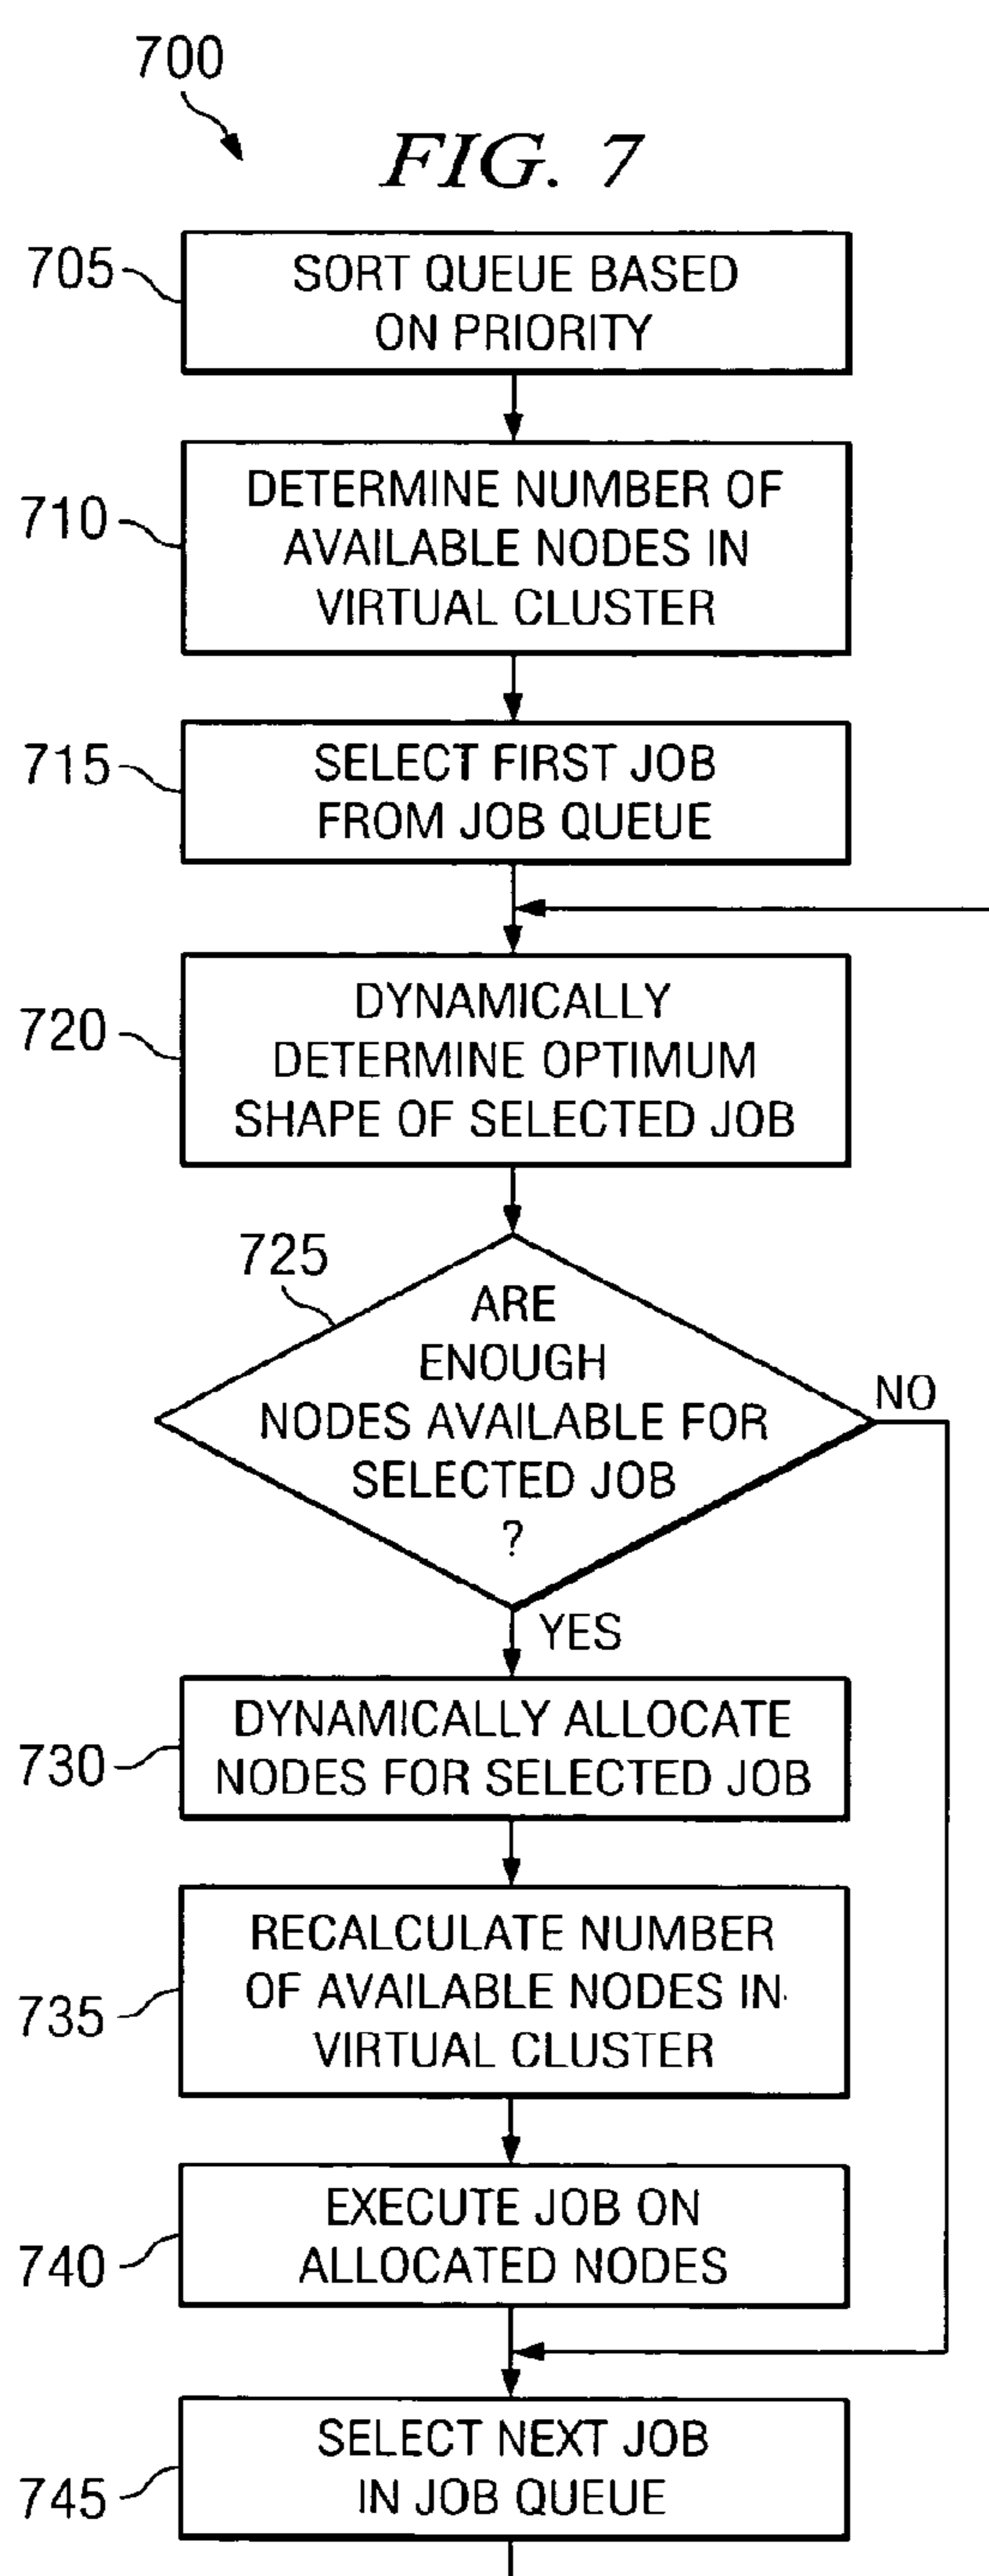 700
FIG. 7
705
SORT QUEUE BASED
ON PRIORITY
710
DETERMINE NUMBER OF
AVAILABLE NODES IN
VIRTUAL CLUSTER
715
SELECT FIRST JOB
FROM JOB QUEUE
720
DYNAMICALLY
DETERMINE OPTIMUM
SHAPE OF SELECTED JOB
725
ARE
ENOUGH
NODES AVAILABLE FOR
SELECTED JOB
?
NO
YES
730
DYNAMICALLY ALLOCATE
NODES FOR SELECTED JOB
735
RECALCULATE NUMBER
OF AVAILABLE NODES IN
VIRTUAL CLUSTER
740
EXECUTE JOB ON
ALLOCATED NODES
745
SELECT NEXT JOB
IN JOB QUEUE